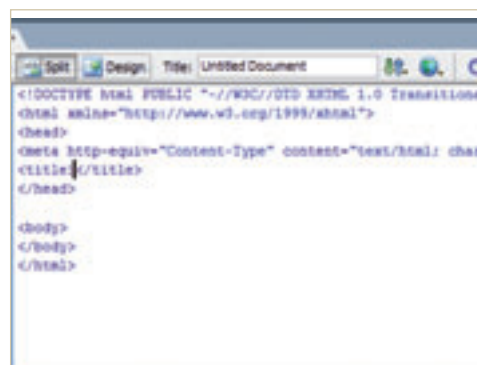 Split Design Title: Untitled Document
<!DOCTYPE html PUBLIC "-//W3C//DTD XHTML 1.0 Transitiona
<html xmlns="http://www.w3.org/1999/xhtml">
<head>
<meta http-equiv="Content-Type" content="text/html; cha
<title></title>
</head>
<body>
</body>
</html>